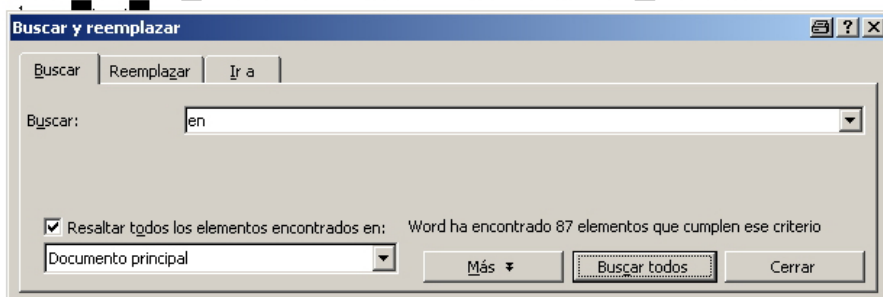 Buscar y reemplazar
Buscar Reemplazar Ir a
Buscar: en
Resaltar todos los elementos encontrados en: Word ha encontrado 87 elementos que cumplen ese criterio
Documento principal Más Buscar todos Cerrar